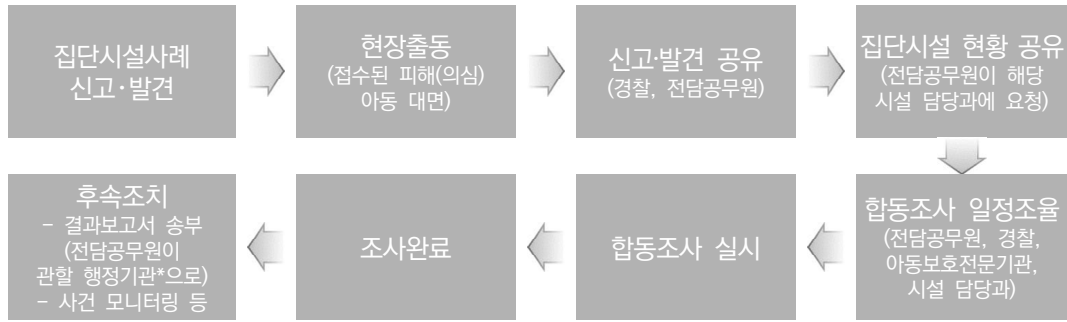 집단시설사례
신고·발견
현장출동
(접수된 피해(의심)
아동 대면)
신고·발견 공유
(경찰, 전담공무원)
집단시설 현황 공유
(전담공무원이 해당
시설 담당과에 요청)
합동조사 일정조율
(전담공무원, 경찰,
아동보호전문기관,
시설 담당과)
합동조사 실시
조사완료
후속조치
- 결과보고서 송부
(전담공무원이
관할 행정기관*으로)
- 사건 모니터링 등